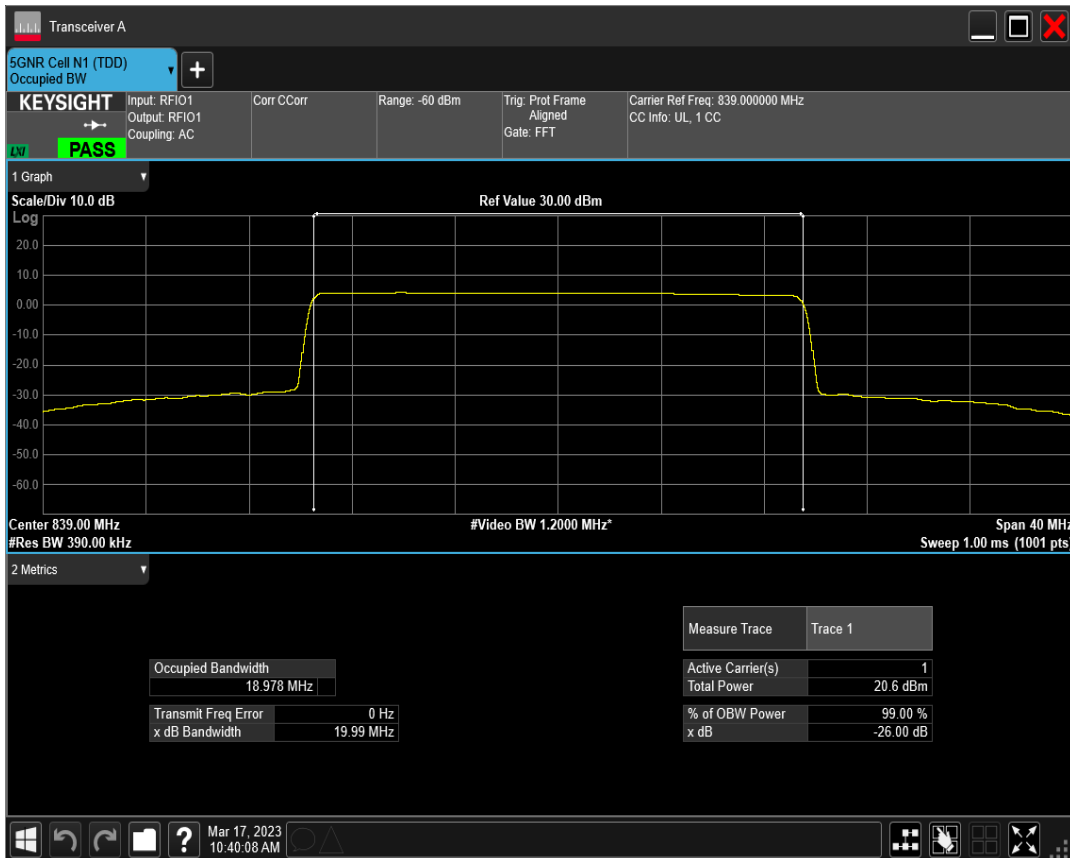 Transceiver A
5GNR Cell N1 (TDD)
Occupied BW
+
KEYSIGHT
LXI
PASS
Input: RFIO1
Output: RFIO1
Coupling: AC
Corr CCorr
Range: -60 dBm
Trig: Prot Frame
Aligned
Gate: FFT
Carrier Ref Freq: 839.000000 MHz
CC Info: UL, 1 CC
1 Graph
Scale/Div 10.0 dB
Ref Value 30.00 dBm
Log
20.0
10.0
0.00
-10.0
-20.0
-30.0
-40.0
-50.0
-60.0
Center 839.00 MHz
#Video BW 1.2000 MHz*
Span 40 MHz
#Res BW 390.00 kHz
Sweep 1.00 ms (1001 pts)
2 Metrics
Measure Trace Trace 1
Occupied Bandwidth
18.978 MHz
Active Carrier(s) 1
Total Power 20.6 dBm
Transmit Freq Error 0 Hz
x dB Bandwidth 19.99 MHz
% of OBW Power 99.00 %
x dB -26.00 dB
?
Mar 17, 2023
10:40:08 AM